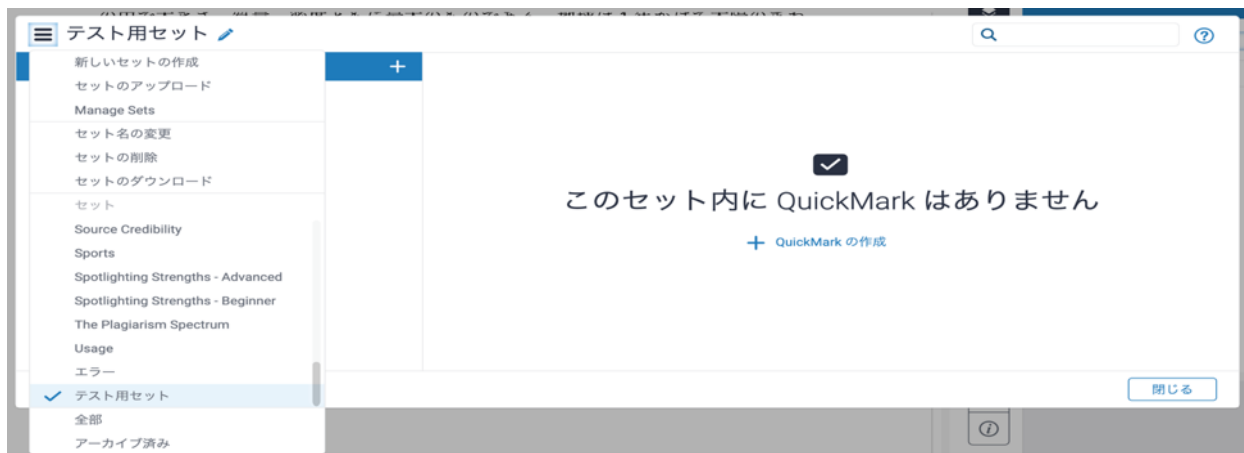 テスト用セット
新しいセットの作成
セットのアップロード
Manage Sets
セット名の変更
セットの削除
セットのダウンロード
セット
Source Credibility
Sports
Spotlighting Strengths - Advanced
Spotlighting Strengths - Beginner
The Plagiarism Spectrum
Usage
エラー
テスト用セット
全部
アーカイブ済み
このセット内に QuickMark はありません
QuickMark の作成
閉じる